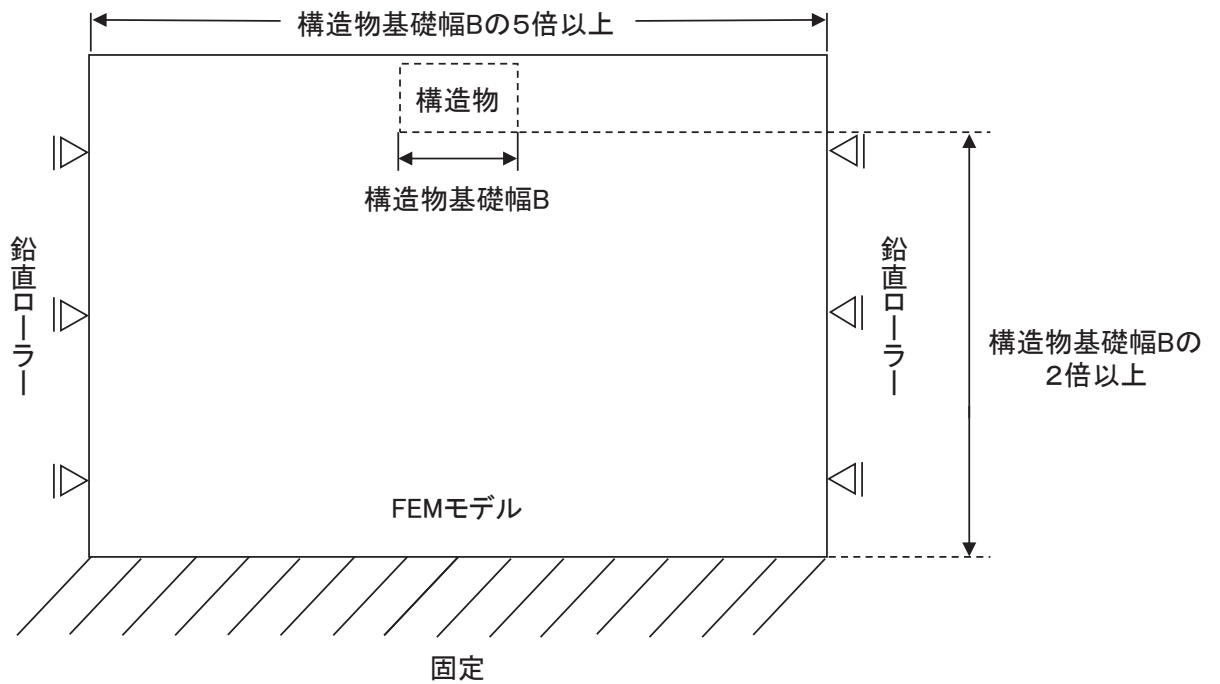 構造物基礎幅Bの5倍以上
構造物
構造物基礎幅B
鉛直ローラー
鉛直ローラー
構造物基礎幅Bの
2倍以上
FEMモデル
固定